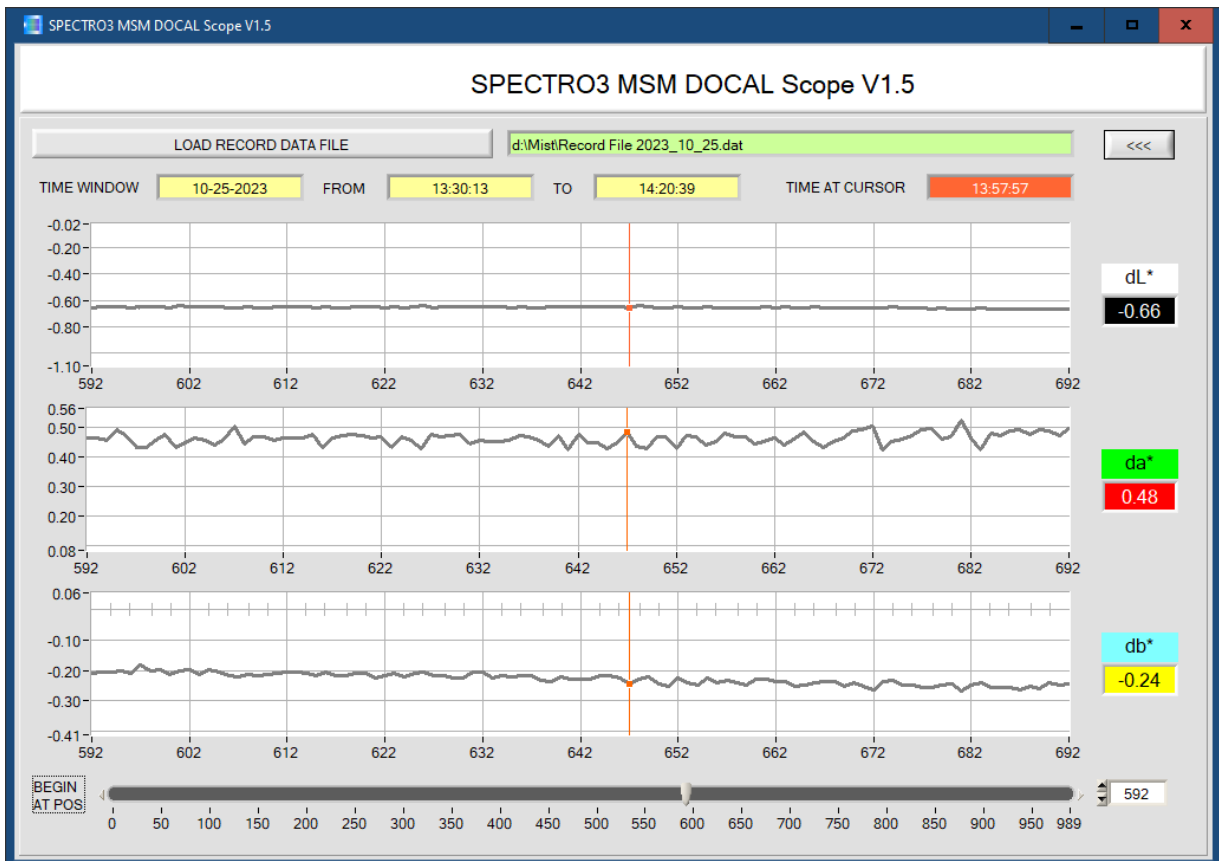 SPECTRO3 MSM DOCAL Scope V1.5
SPECTRO3 MSM DOCAL Scope V1.5
LOAD RECORD DATA FILE d:\Mist\Record File 2023_10_25.dat <<<
TIME WINDOW 10-25-2023 FROM 13:30:13 TO 14:20:39 TIME AT CURSOR 13:57:57
-0.02
-0.20
-0.40
-0.60
-0.80
-1.10
592 602 612 622 632 642 652 662 672 682 692
dL*
-0.66
0.56
0.50
0.40
0.30
0.20
0.08
592 602 612 622 632 642 652 662 672 682 692
da*
0.48
0.06
-0.10
-0.20
-0.30
-0.41
592 602 612 622 632 642 652 662 672 682 692
db*
-0.24
BEGIN
AT POS
0 50 100 150 200 250 300 350 400 450 500 550 600 650 700 750 800 850 900 950 989
592